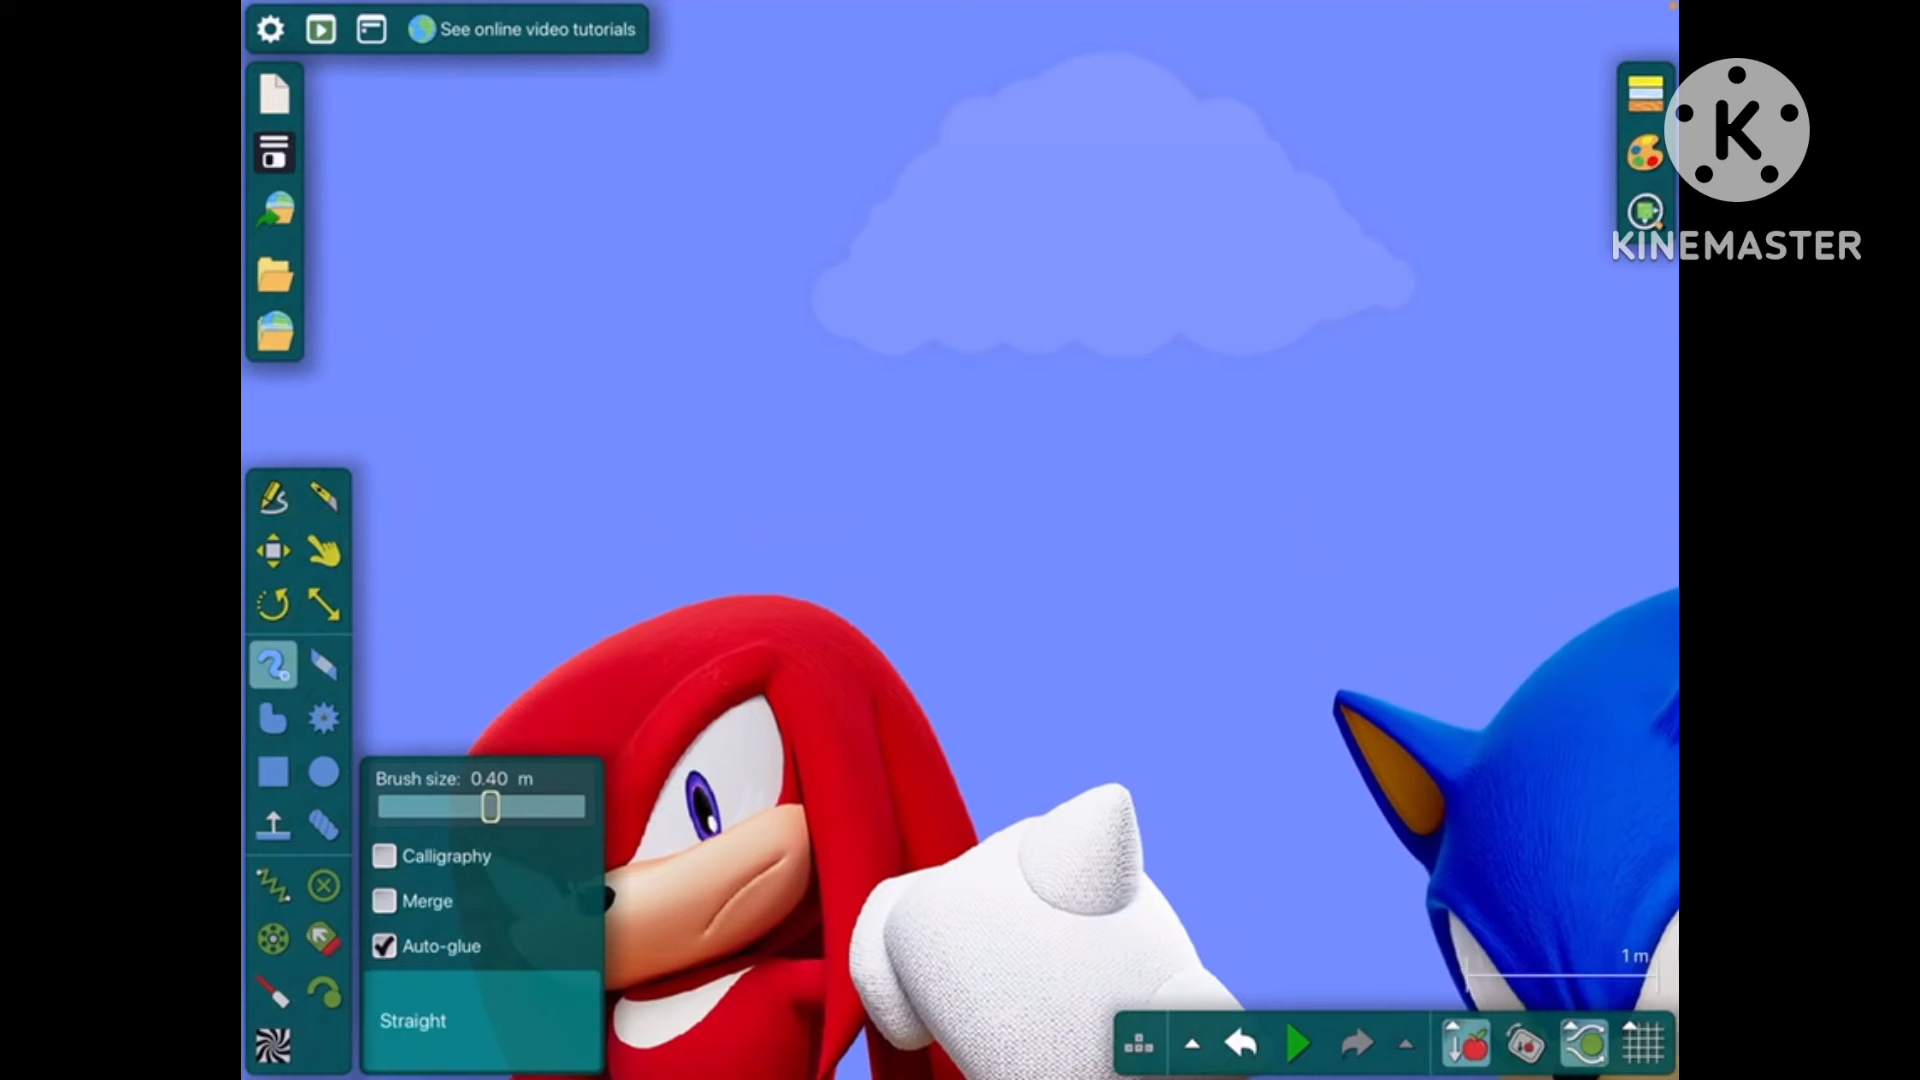 See online video tutorials
K
KINEMASTER
Brush size: 0.40 m
Calligraphy
Merge
Auto-glue
Straight
1 m